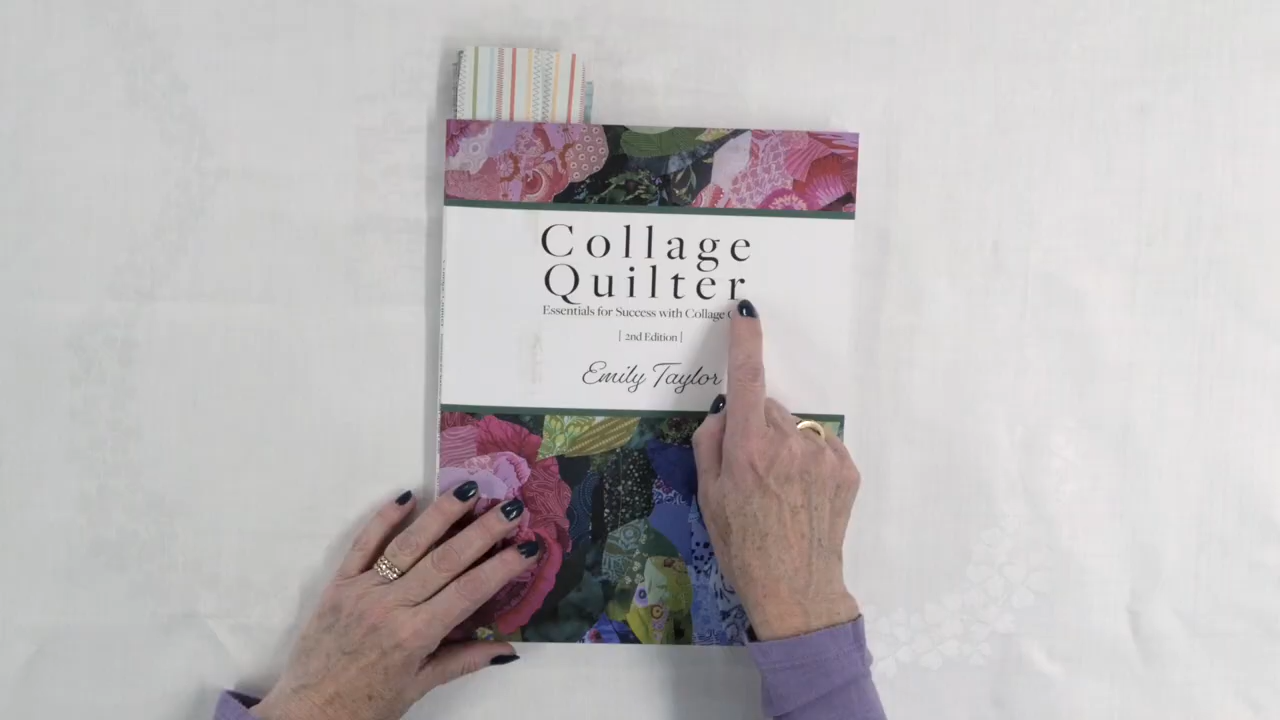 Collage
Quilter
Essentials for Success with Collage
| 2nd Edition |
Emily Taylor